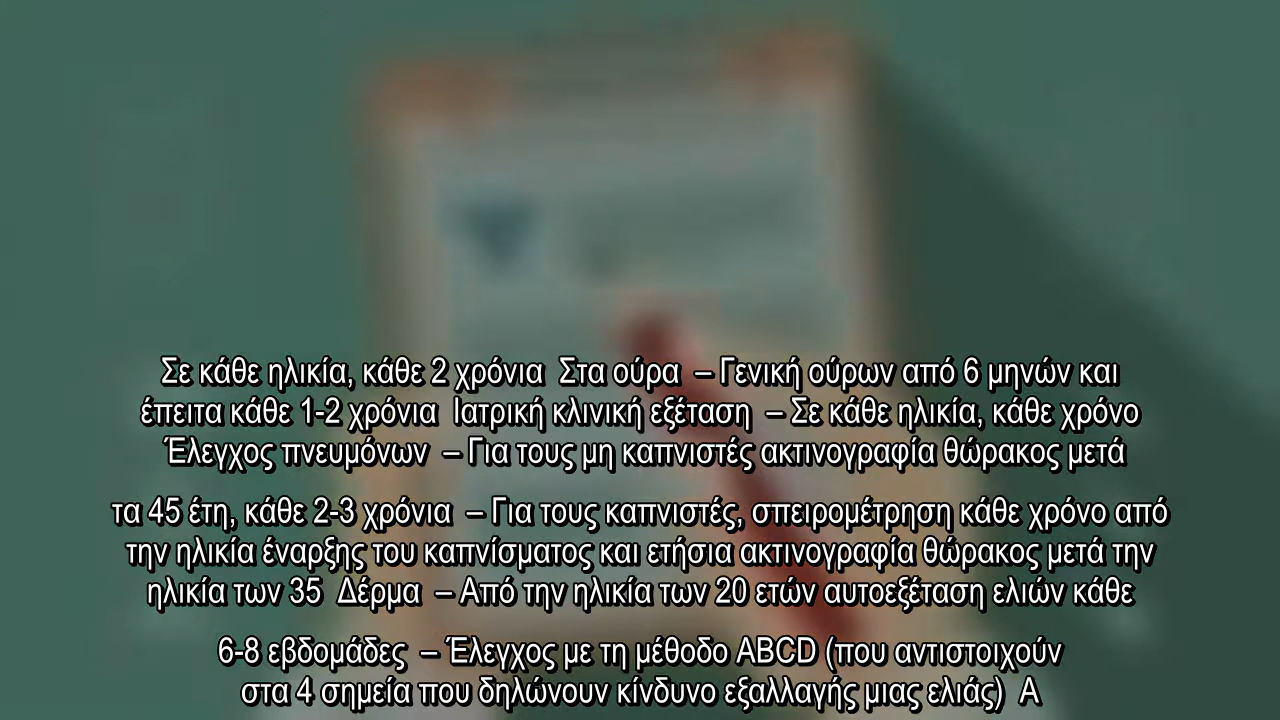 Σε κάθε ηλικία, κάθε 2 χρόνια  Στα ούρα  – Γενική ούρων από 6 μηνών και
έπειτα κάθε 1-2 χρόνια  Ιατρική κλινική εξέταση  – Σε κάθε ηλικία, κάθε χρόνο
Έλεγχος πνευμόνων  – Για τους μη καπνιστές ακτινογραφία θώρακος μετά
τα 45 έτη, κάθε 2-3 χρόνια  – Για τους καπνιστές, σπειρομέτρηση κάθε χρόνο από
την ηλικία έναρξης του καπνίσματος και ετήσια ακτινογραφία θώρακος μετά την
ηλικία των 35  Δέρμα  – Από την ηλικία των 20 ετών αυτοεξέταση ελιών κάθε
6-8 εβδομάδες  – Έλεγχος με τη μέθοδο ABCD (που αντιστοιχούν
στα 4 σημεία που δηλώνουν κίνδυνο εξαλλαγής μιας ελιάς)  Α